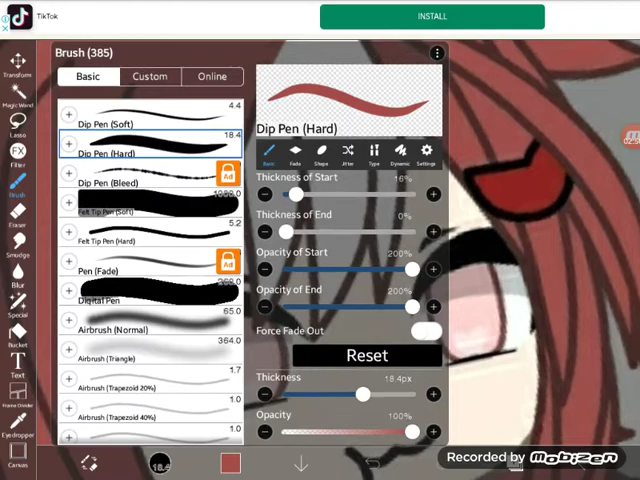 TikTok
INSTALL
Brush (385)
Basic
Custom
Online
4.4
Dip Pen (Soft)
18.4
Dip Pen (Hard)
Dip Pen (Bleed)
Ad
Felt Tip Pen (Soft)
5.2
Felt Tip Pen (Hard)
Pen (Fade)
Ad
Digital Pen
65.0
Airbrush (Normal)
364.0
Airbrush (Triangle)
1.7
Airbrush (Trapezoid 20%)
1.0
Airbrush (Trapezoid 40%)
1.0
Dip Pen (Hard)
Basic
Fade
Shape
Jitter
Type
Dynamic
Settings
Thickness of Start
16%
Thickness of End
0%
Opacity of Start
200%
Opacity of End
200%
Force Fade Out
Reset
Thickness
18.4px
Opacity
100%
Transform
Magic Wand
Lasso
FX
Filter
Brush
Eraser
Smudge
Blur
Special
Bucket
T
Text
Frame Divider
Eyedropper
Canvas
18.4
Recorded by Mobizen